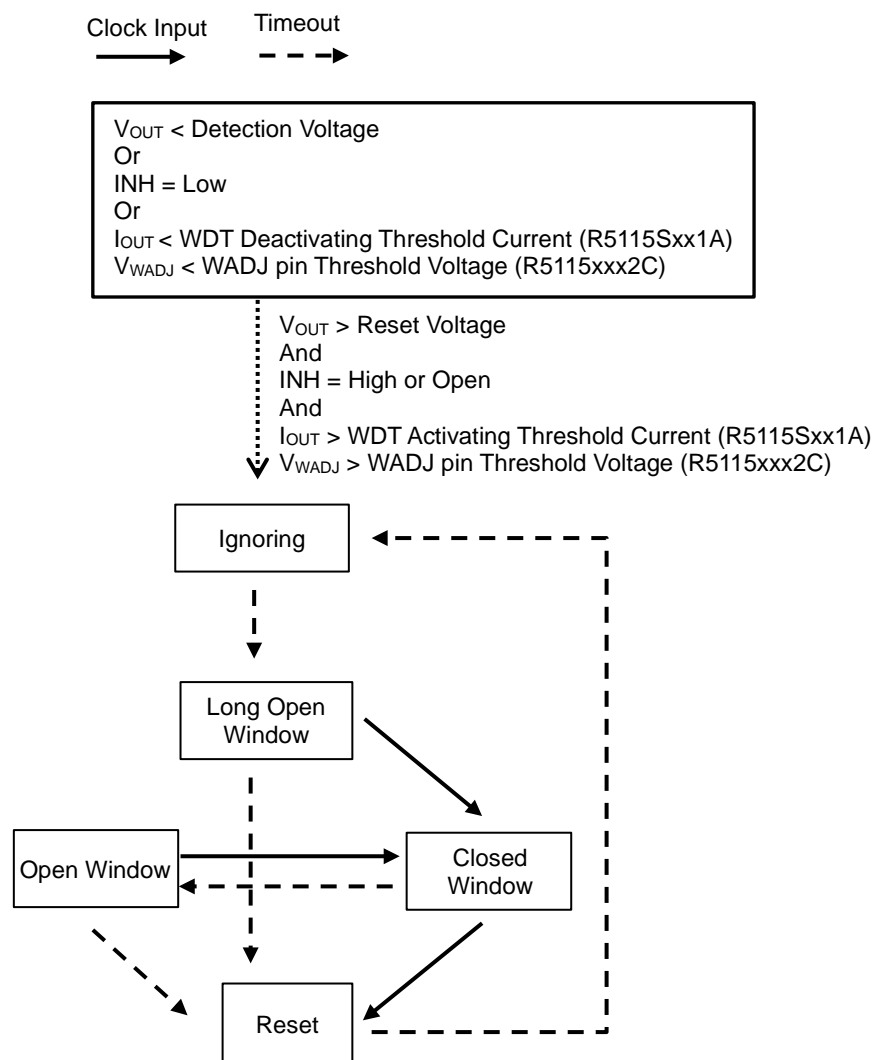 Clock Input
Timeout
VOUT < Detection Voltage
Or
INH = Low
Or
IOUT < WDT Deactivating Threshold Current (R5115Sxx1A)
VWADJ < WADJ pin Threshold Voltage (R5115xxx2C)
VOUT > Reset Voltage
And
INH = High or Open
And
IOUT > WDT Activating Threshold Current (R5115Sxx1A)
VWADJ > WADJ pin Threshold Voltage (R5115xxx2C)
Ignoring
Long Open
Window
Open Window
Closed
Window
Reset